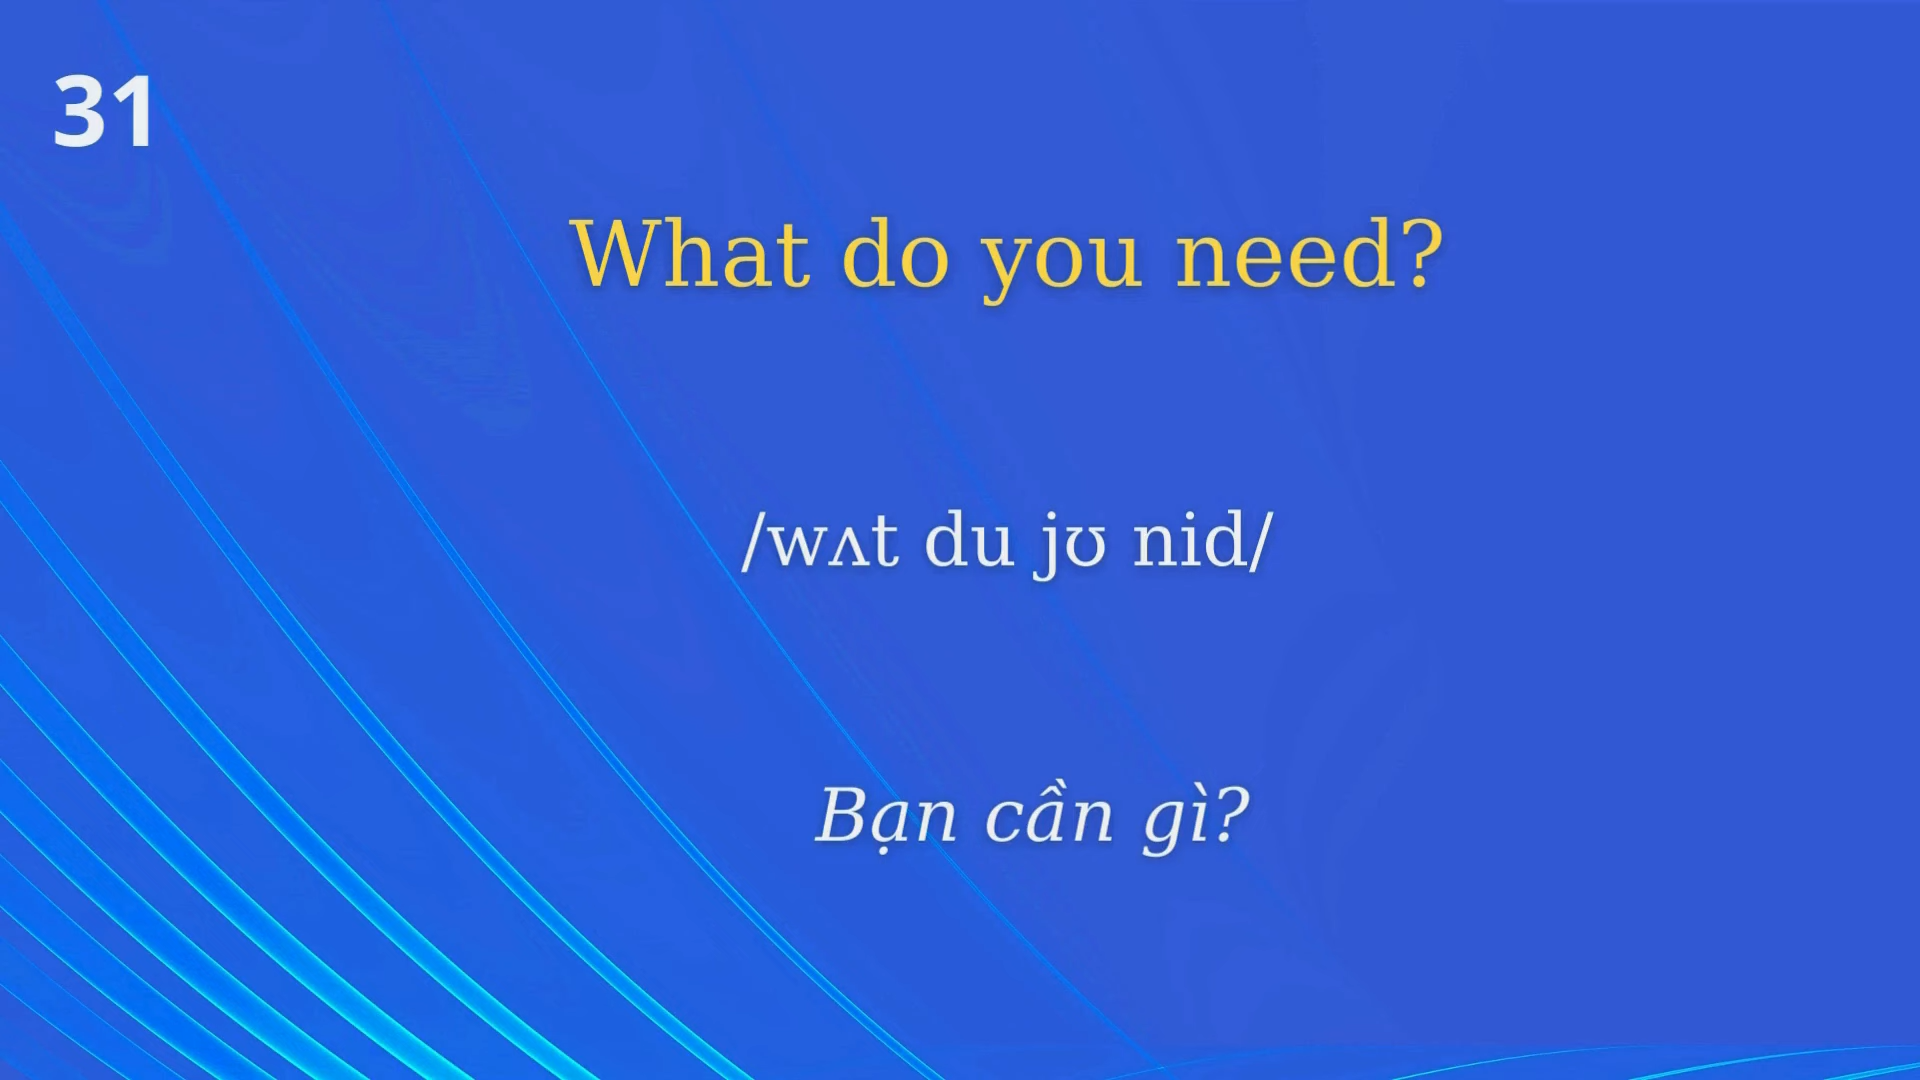 31
What do you need?
/wʌt du jʊ nid/
Bạn cần gì?